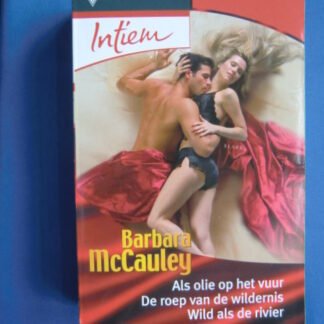 Intiem
Barbara
McCauley
Als olie op het vuur
De roep van de wildernis
Wild als de rivier